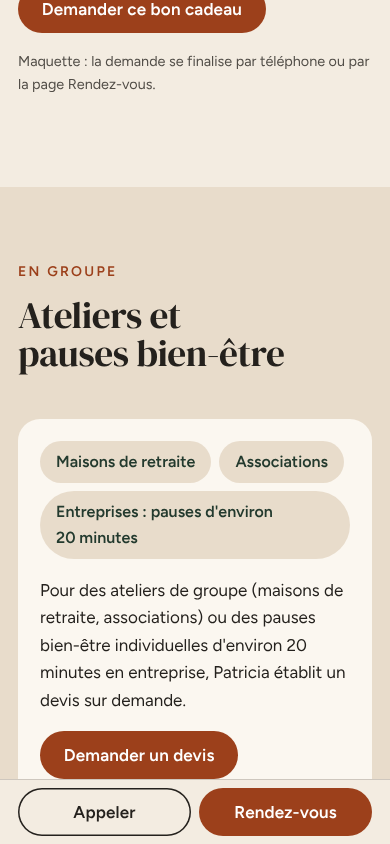 Demander ce bon cadeau
Maquette : la demande se finalise par téléphone ou par
la page Rendez-vous.
EN GROUPE
Ateliers et
pauses bien-être
Maisons de retraite
Associations
Entreprises : pauses d'environ
20 minutes
Pour des ateliers de groupe (maisons de
retraite, associations) ou des pauses
bien-être individuelles d'environ 20
minutes en entreprise, Patricia établit un
devis sur demande.
Demander un devis
Appeler
Rendez-vous